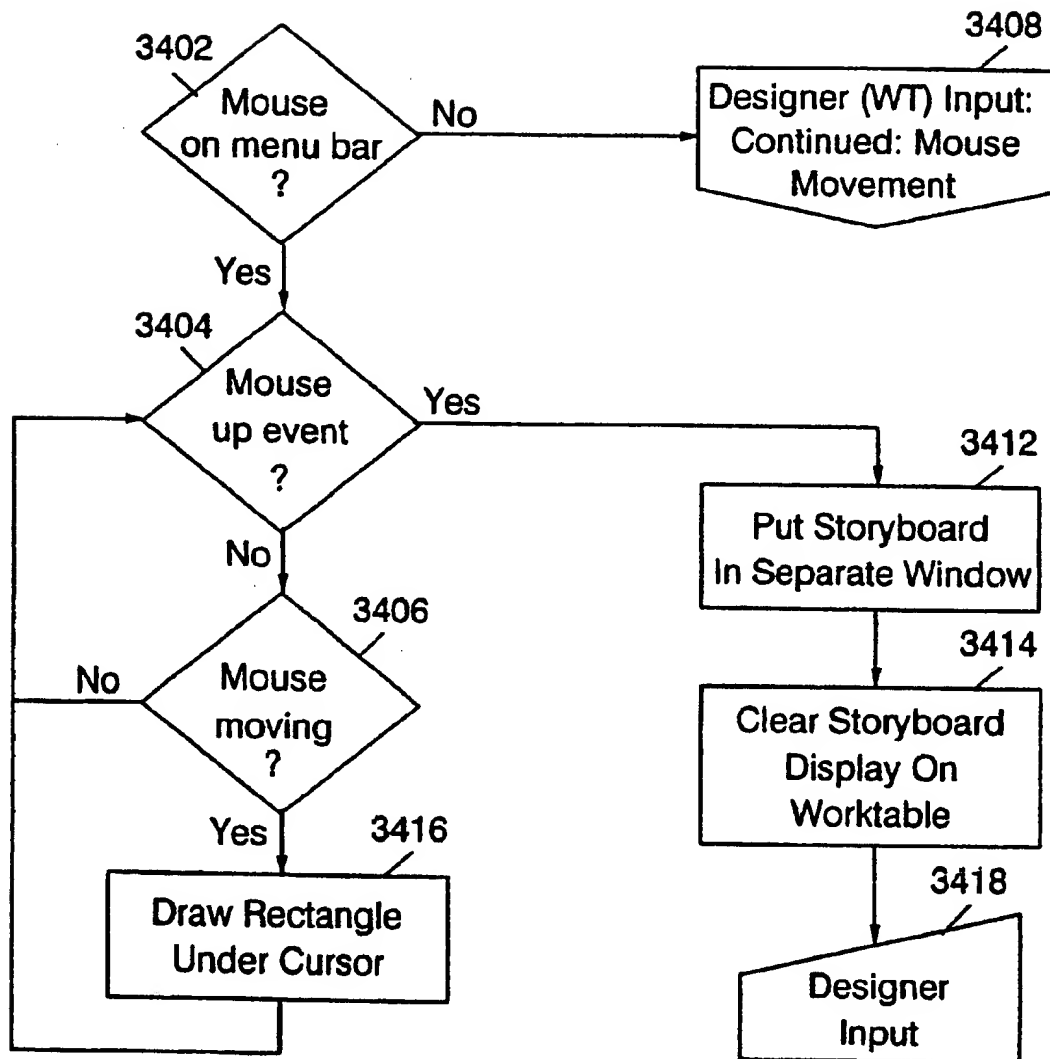 3402
Mouse
on menu bar
?
No
Yes
3408
Designer (WT) Input:
Continued: Mouse
Movement
3404
Mouse
up event
?
Yes
No
3412
Put Storyboard
In Separate Window
3406
Mouse
moving
?
No
Yes
3414
Clear Storyboard
Display On
Worktable
3416
Draw Rectangle
Under Cursor
3418
Designer
Input